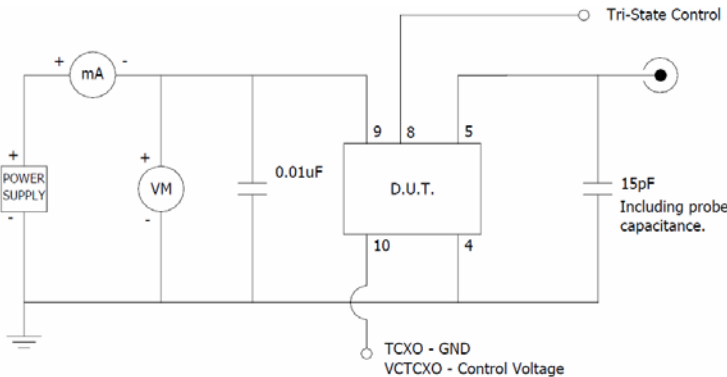 Tri-State Control
+
mA
-
9
8
5
+
POWER
SUPPLY
-
+
VM
-
0.01uF
D.U.T.
15pF
Including probe
capacitance.
10
4
TCXO - GND
VCTCXO - Control Voltage